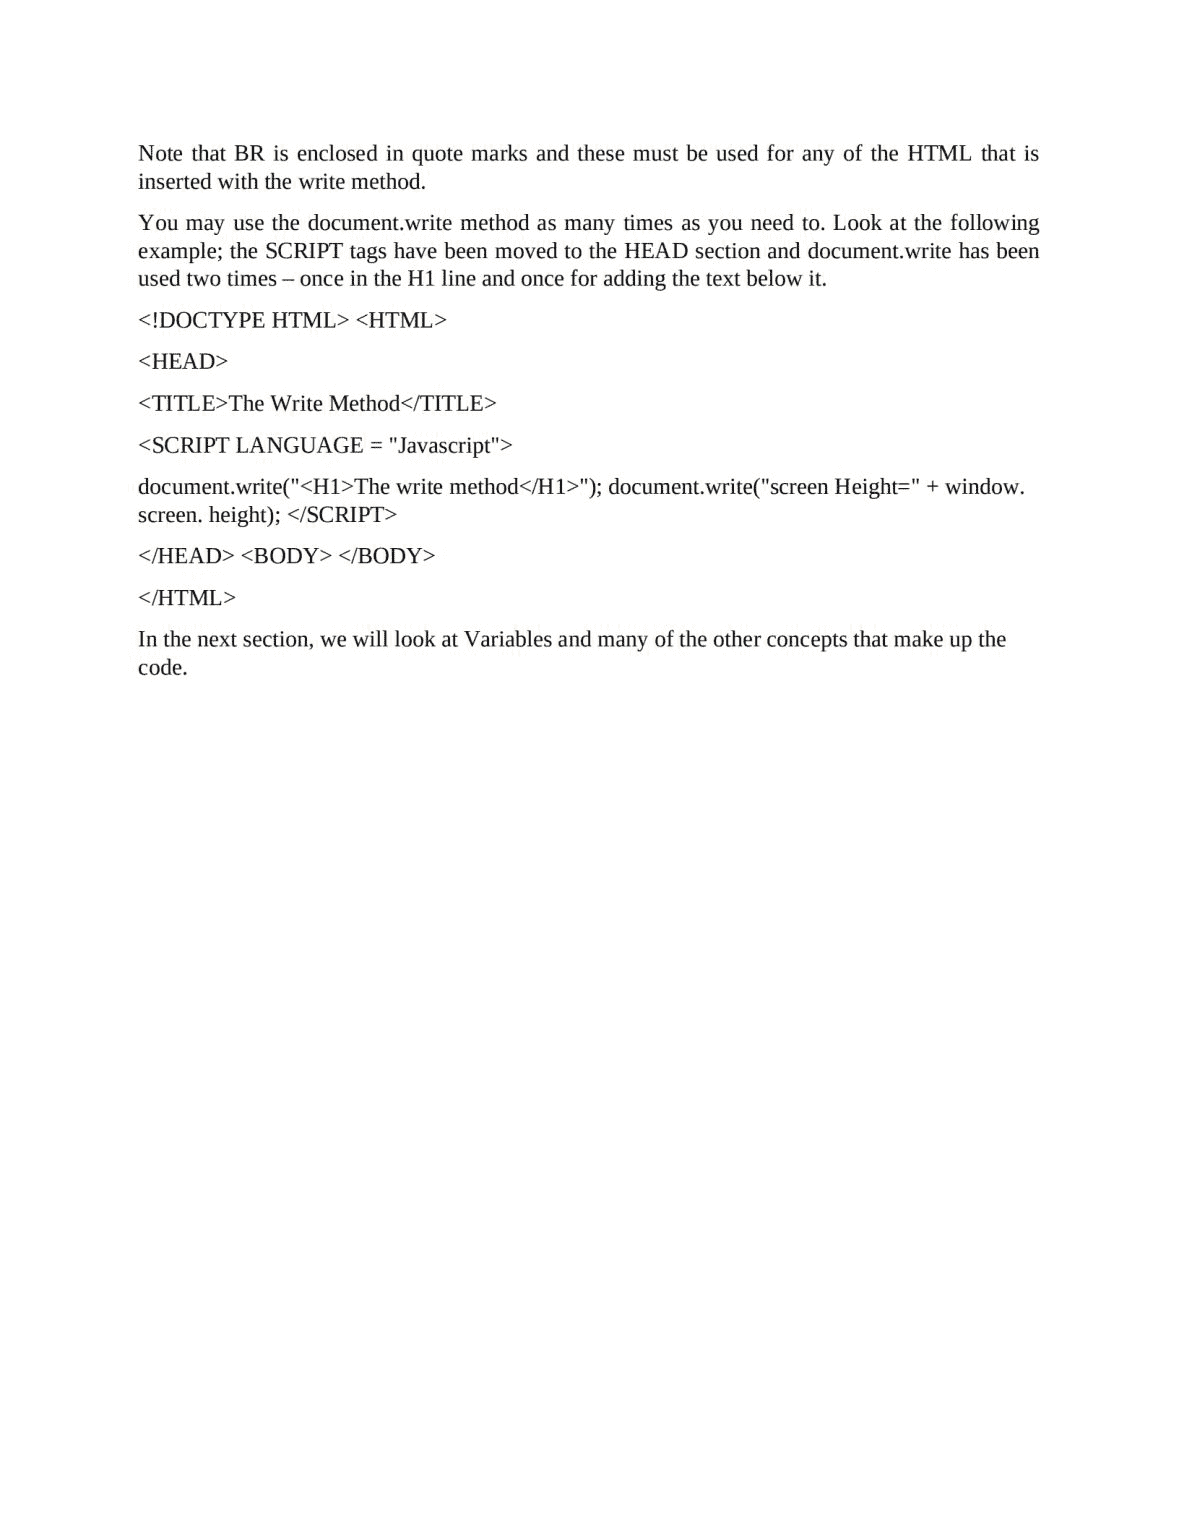 Note that BR is enclosed in quote marks and these must be used for any of the HTML that is
inserted with the write method.
You may use the document.write method as many times as you need to. Look at the following
example; the SCRIPT tags have been moved to the HEAD section and document.write has been
used two times – once in the H1 line and once for adding the text below it.
<!DOCTYPE HTML> <HTML>
<HEAD>
<TITLE>The Write Method</TITLE>
<SCRIPT LANGUAGE = "Javascript">
document.write("<H1>The write method</H1>"); document.write("screen Height=" + window.
screen. height); </SCRIPT>
</HEAD> <BODY> </BODY>
</HTML>
In the next section, we will look at Variables and many of the other concepts that make up the
code.